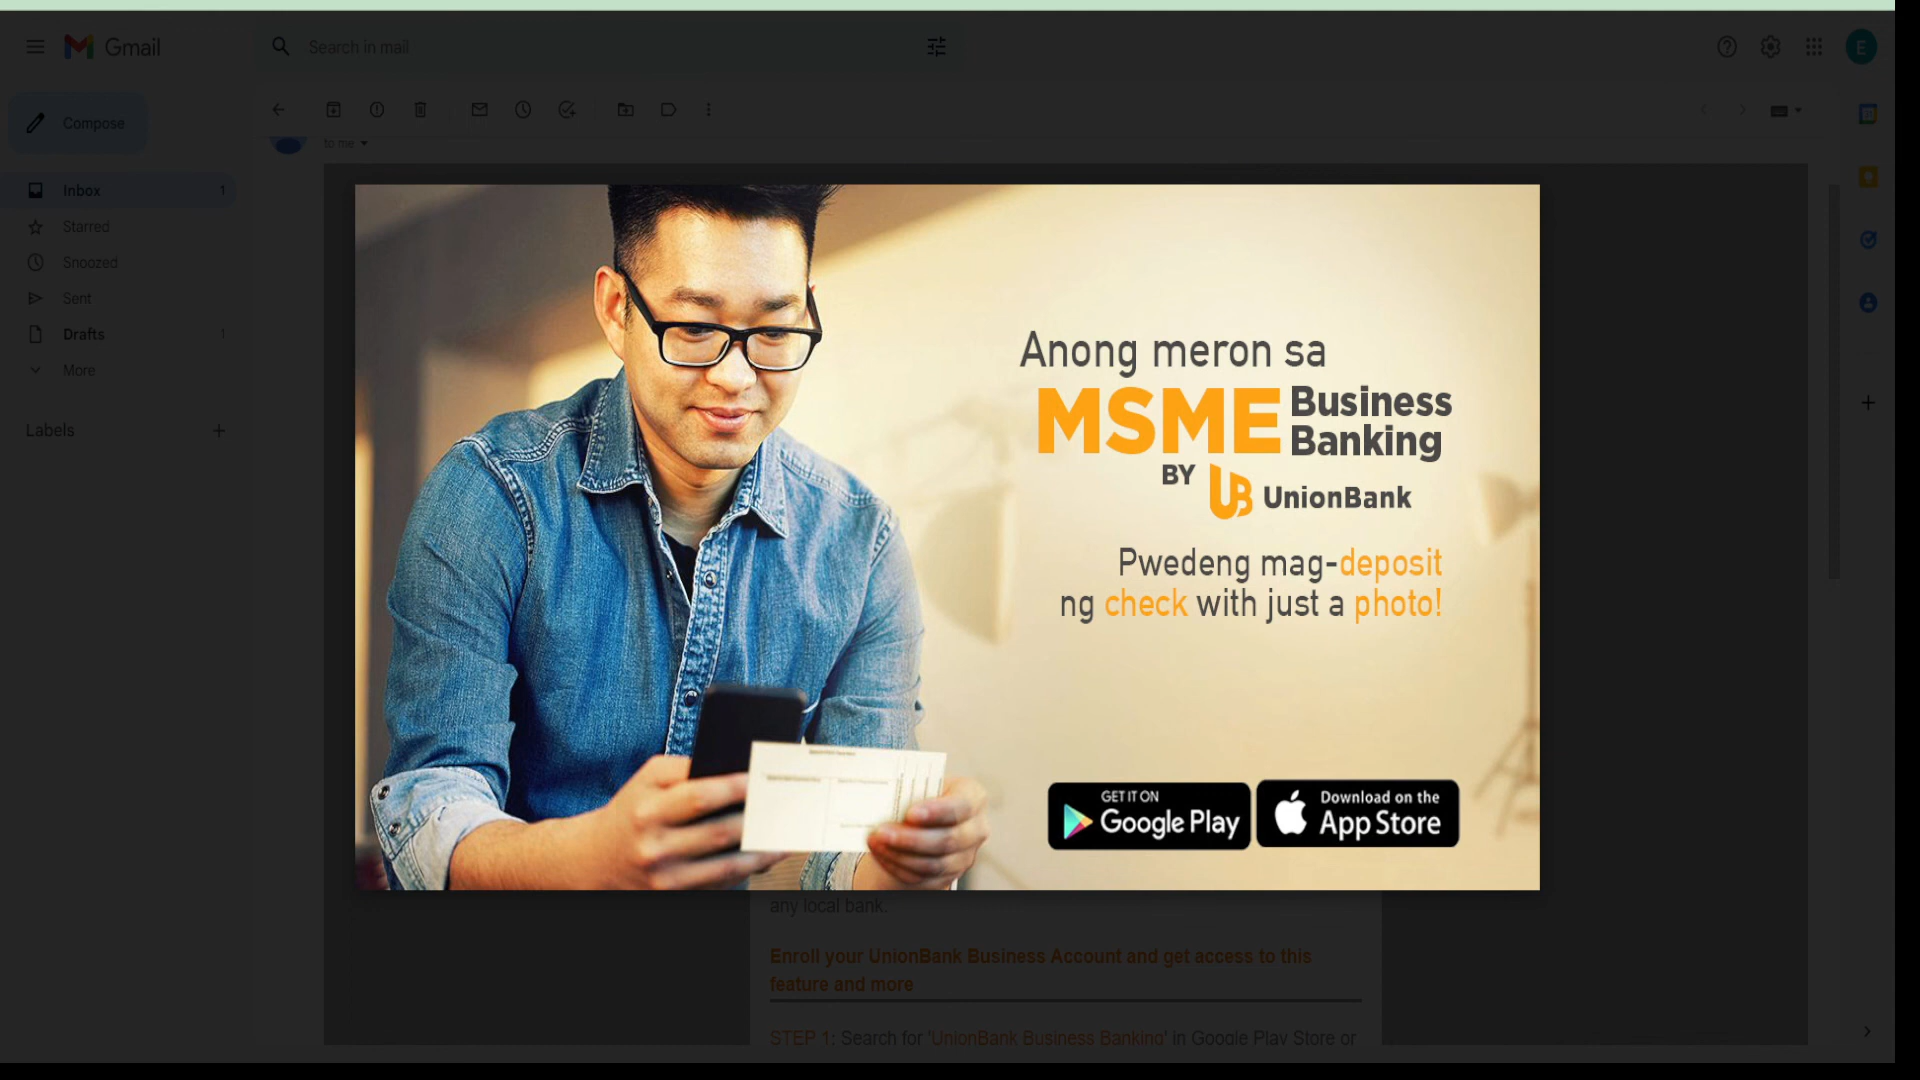 Gmail
Search in mail
E
Compose
to me
Inbox 1
Starred
Snoozed
Sent
Drafts 1
More
Labels
Anong meron sa
MSME Business Banking
BY UB UnionBank
Pwedeng mag-deposit
ng check with just a photo!
GET IT ON
Google Play
Download on the
App Store
any local bank.
Enroll your UnionBank Business Account and get access to this
feature and more
STEP 1: Search for 'UnionBank Business Banking' in Google Play Store or